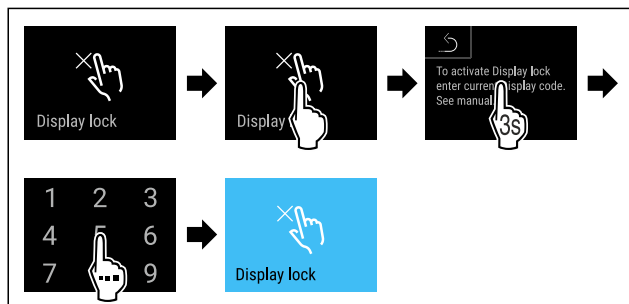 Display lock
Display
To activate Display lock
enter current display code.
See manual.
3s
1 2 3
4 5 6
7 9
Display lock